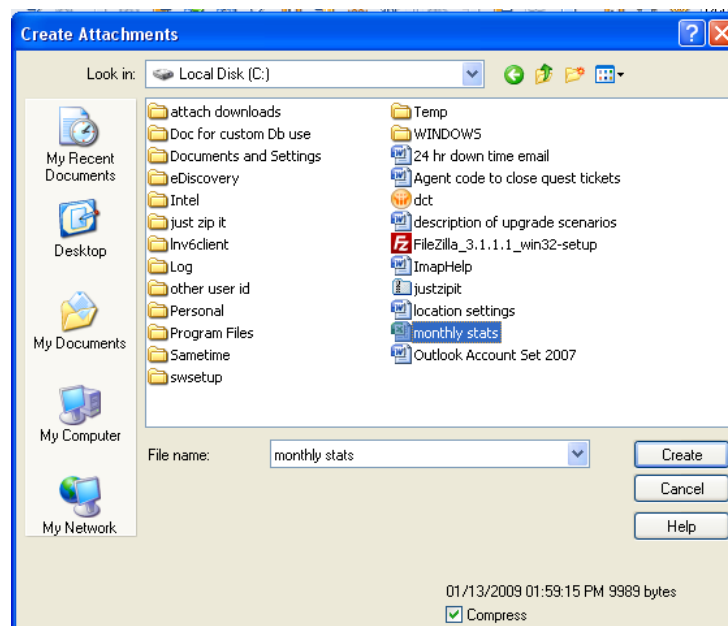 Create Attachments
Look in:
Local Disk (C:)
My Recent
Documents
Desktop
My Documents
My Computer
My Network
attach downloads
Doc for custom Db use
Documents and Settings
eDiscovery
Intel
just zip it
lnv6client
Log
other user id
Personal
Program Files
Sametime
swsetup
Temp
WINDOWS
24 hr down time email
Agent code to close quest tickets
dct
description of upgrade scenarios
FileZilla_3.1.1.1_win32-setup
ImapHelp
justzipit
location settings
monthly stats
Outlook Account Set 2007
File name:
monthly stats
Create
Cancel
Help
01/13/2009 01:59:15 PM 9989 bytes
Compress